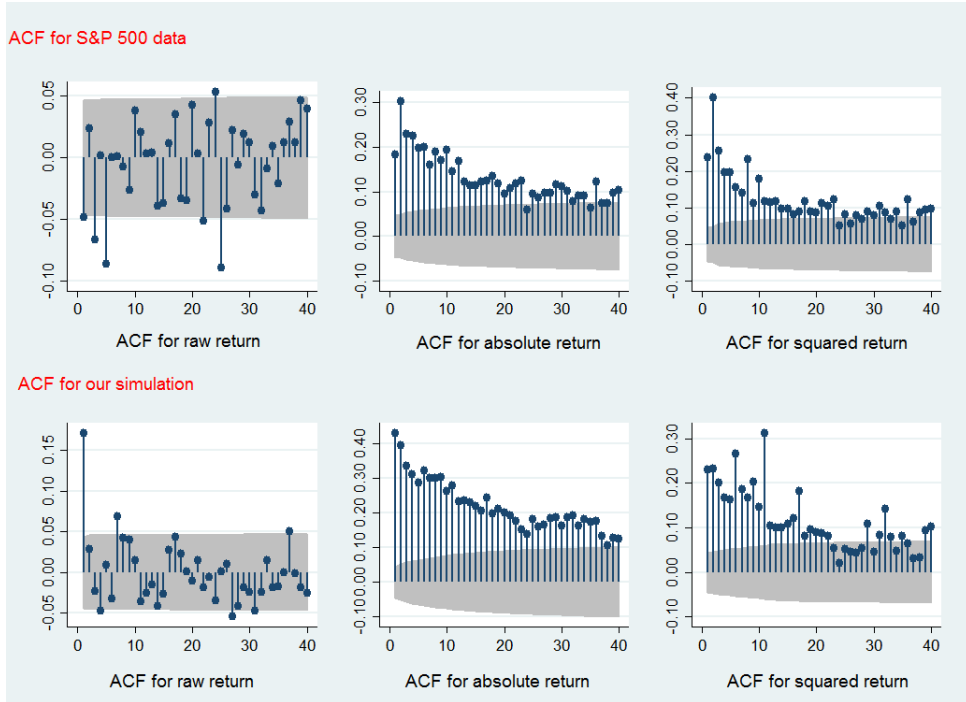 ACF for S&P 500 data
0.05
0.00
-0.05
-0.10
0 10 20 30 40
ACF for raw return
0.30
0.20
0.10
0.00
-0.10
0 10 20 30 40
ACF for absolute return
0.40
0.30
0.20
0.10
0.00
-0.10
0 10 20 30 40
ACF for squared return
ACF for our simulation
0.15
0.10
0.05
0.00
-0.05
0 10 20 30 40
ACF for raw return
0.40
0.30
0.20
0.10
0.00
-0.10
0 10 20 30 40
ACF for absolute return
0.30
0.20
0.10
0.00
-0.10
0 10 20 30 40
ACF for squared return